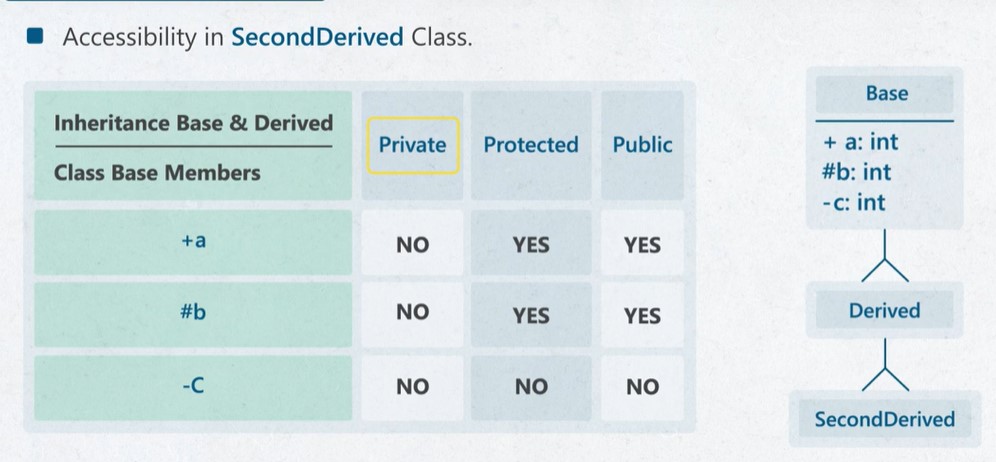 Accessibility in SecondDerived Class.
Inheritance Base & Derived
Class Base Members
Private
Protected
Public
+a
NO
YES
YES
#b
NO
YES
YES
-C
NO
NO
NO
Base
+ a: int
#b: int
-c: int
Derived
SecondDerived